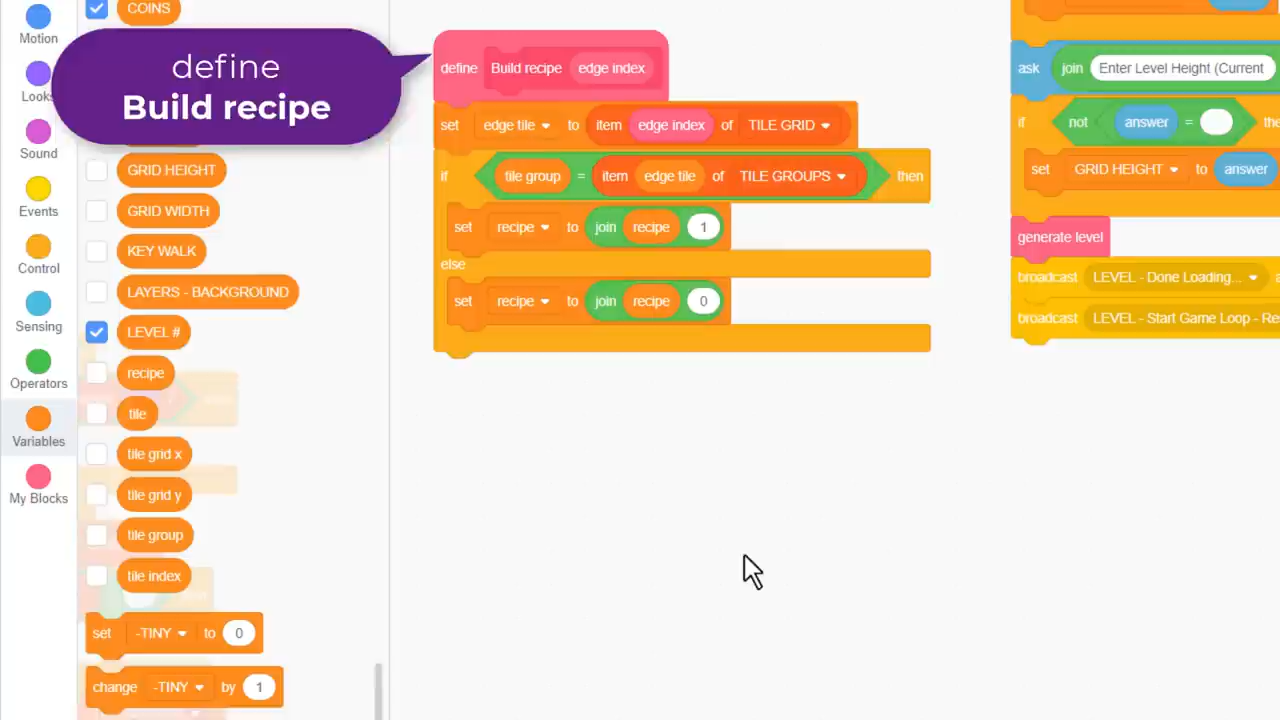 COINS
Motion
Looks
Sound
GRID HEIGHT
GRID WIDTH
Events
KEY WALK
Control
LAYERS - BACKGROUND
Sensing
LEVEL #
recipe
Operators
tile
Variables
tile grid x
My Blocks
tile grid y
tile group
tile index
set -TINY to 0
change -TINY by 1
define
Build recipe
define Build recipe edge index
set edge tile to item edge index of TILE GRID
if tile group = item edge tile of TILE GROUPS then
set recipe to join recipe 1
else
set recipe to join recipe 0
ask join Enter Level Height (Current
if not answer =
set GRID HEIGHT to answer
generate level
broadcast LEVEL - Done Loading...
broadcast LEVEL - Start Game Loop -